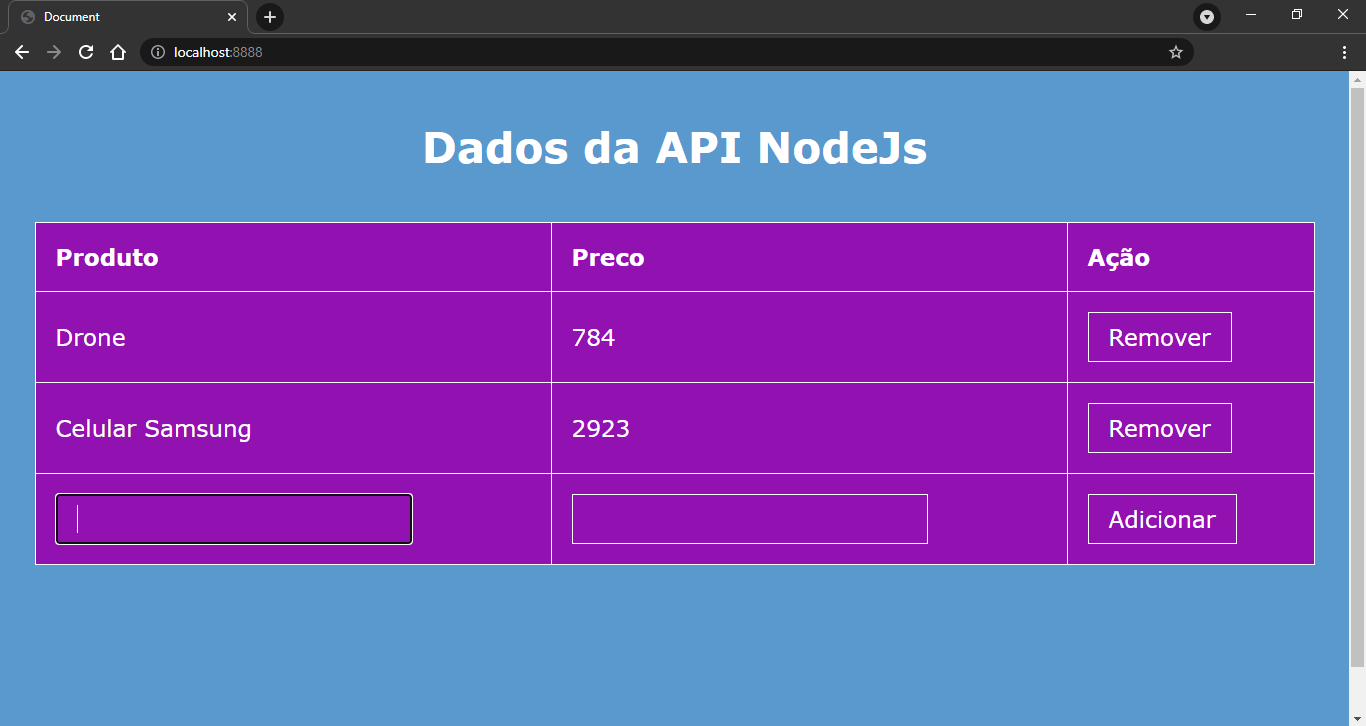 Document
localhost:8888
Dados da API NodeJs
Produto Preco Ação
Drone 784 Remover
Celular Samsung 2923 Remover
Adicionar